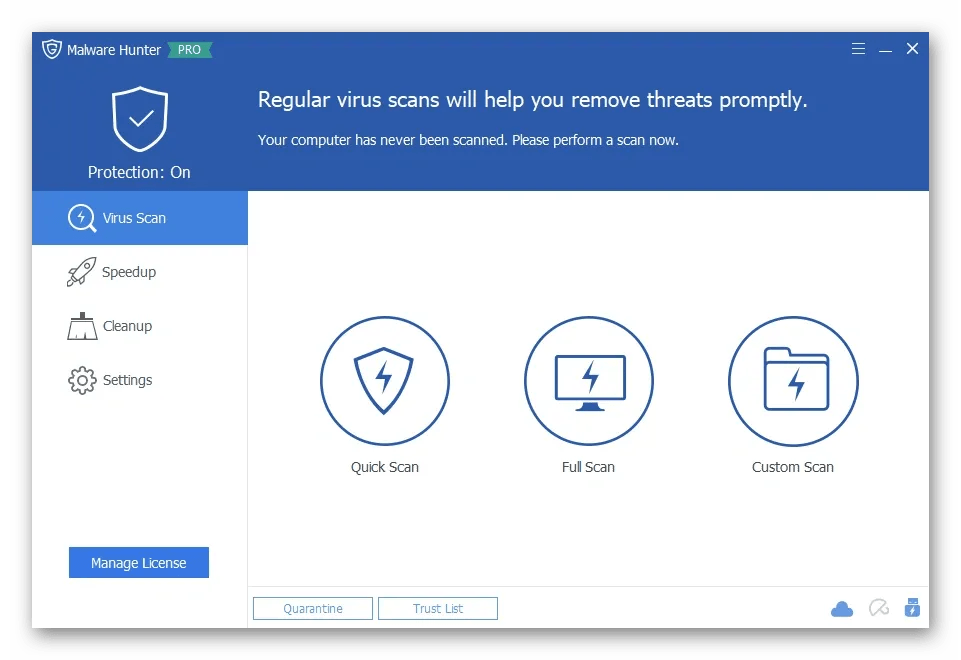 Malware Hunter PRO
Regular virus scans will help you remove threats promptly.
Your computer has never been scanned. Please perform a scan now.
Protection: On
Virus Scan
Speedup
Cleanup
Settings
Quick Scan
Full Scan
Custom Scan
Manage License
Quarantine
Trust List